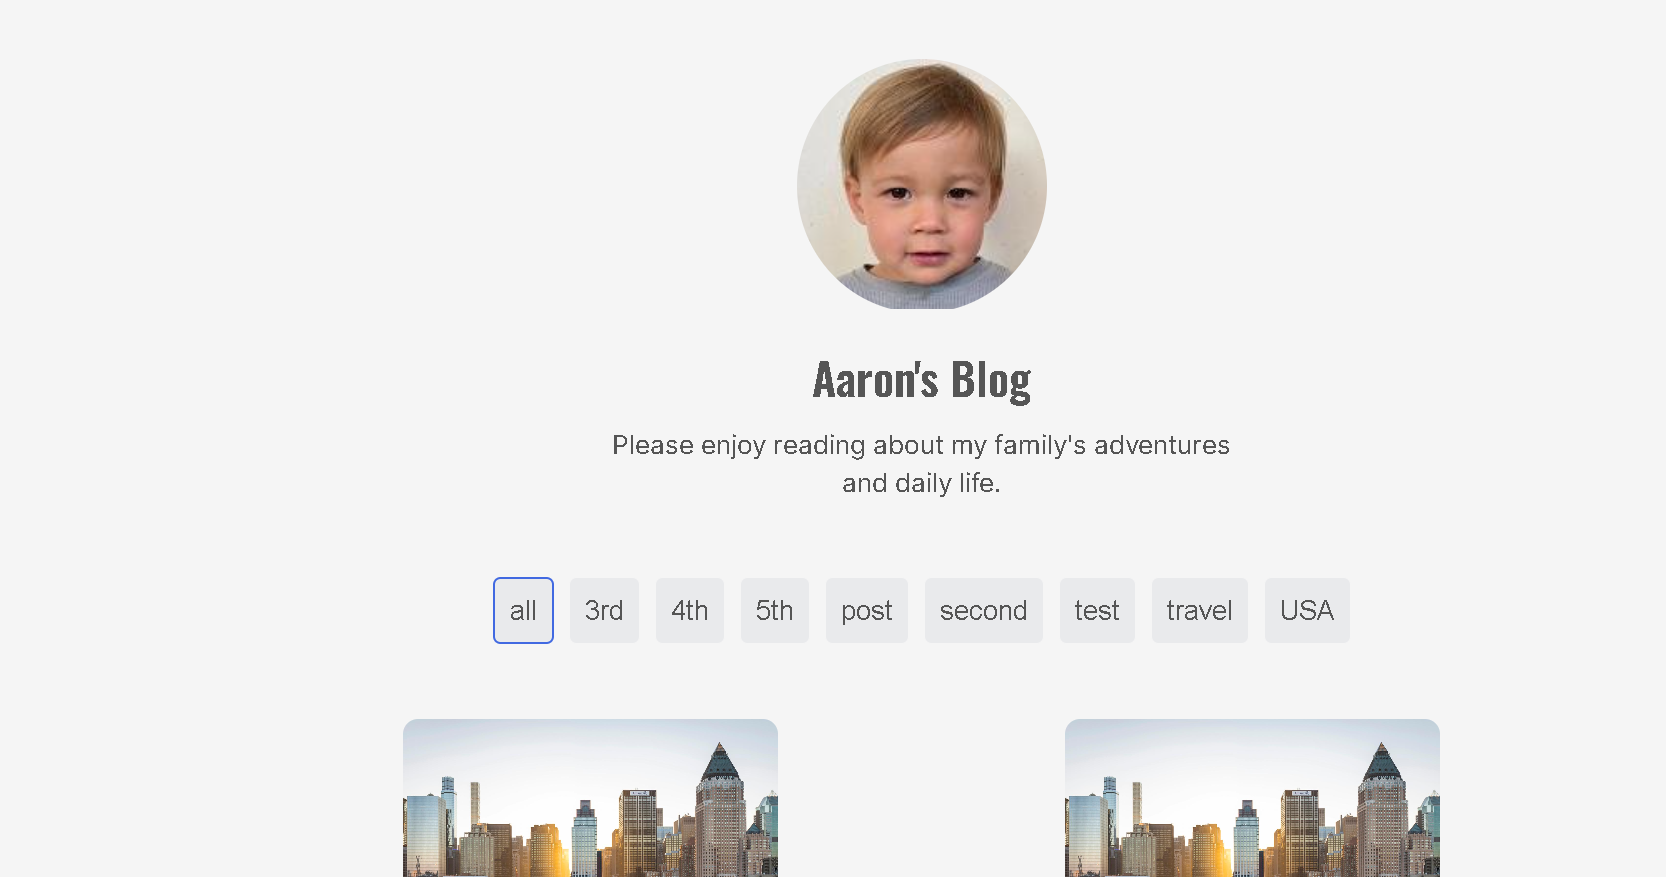 Aaron's Blog
Please enjoy reading about my family's adventures
and daily life.
all 3rd 4th 5th post second test travel USA